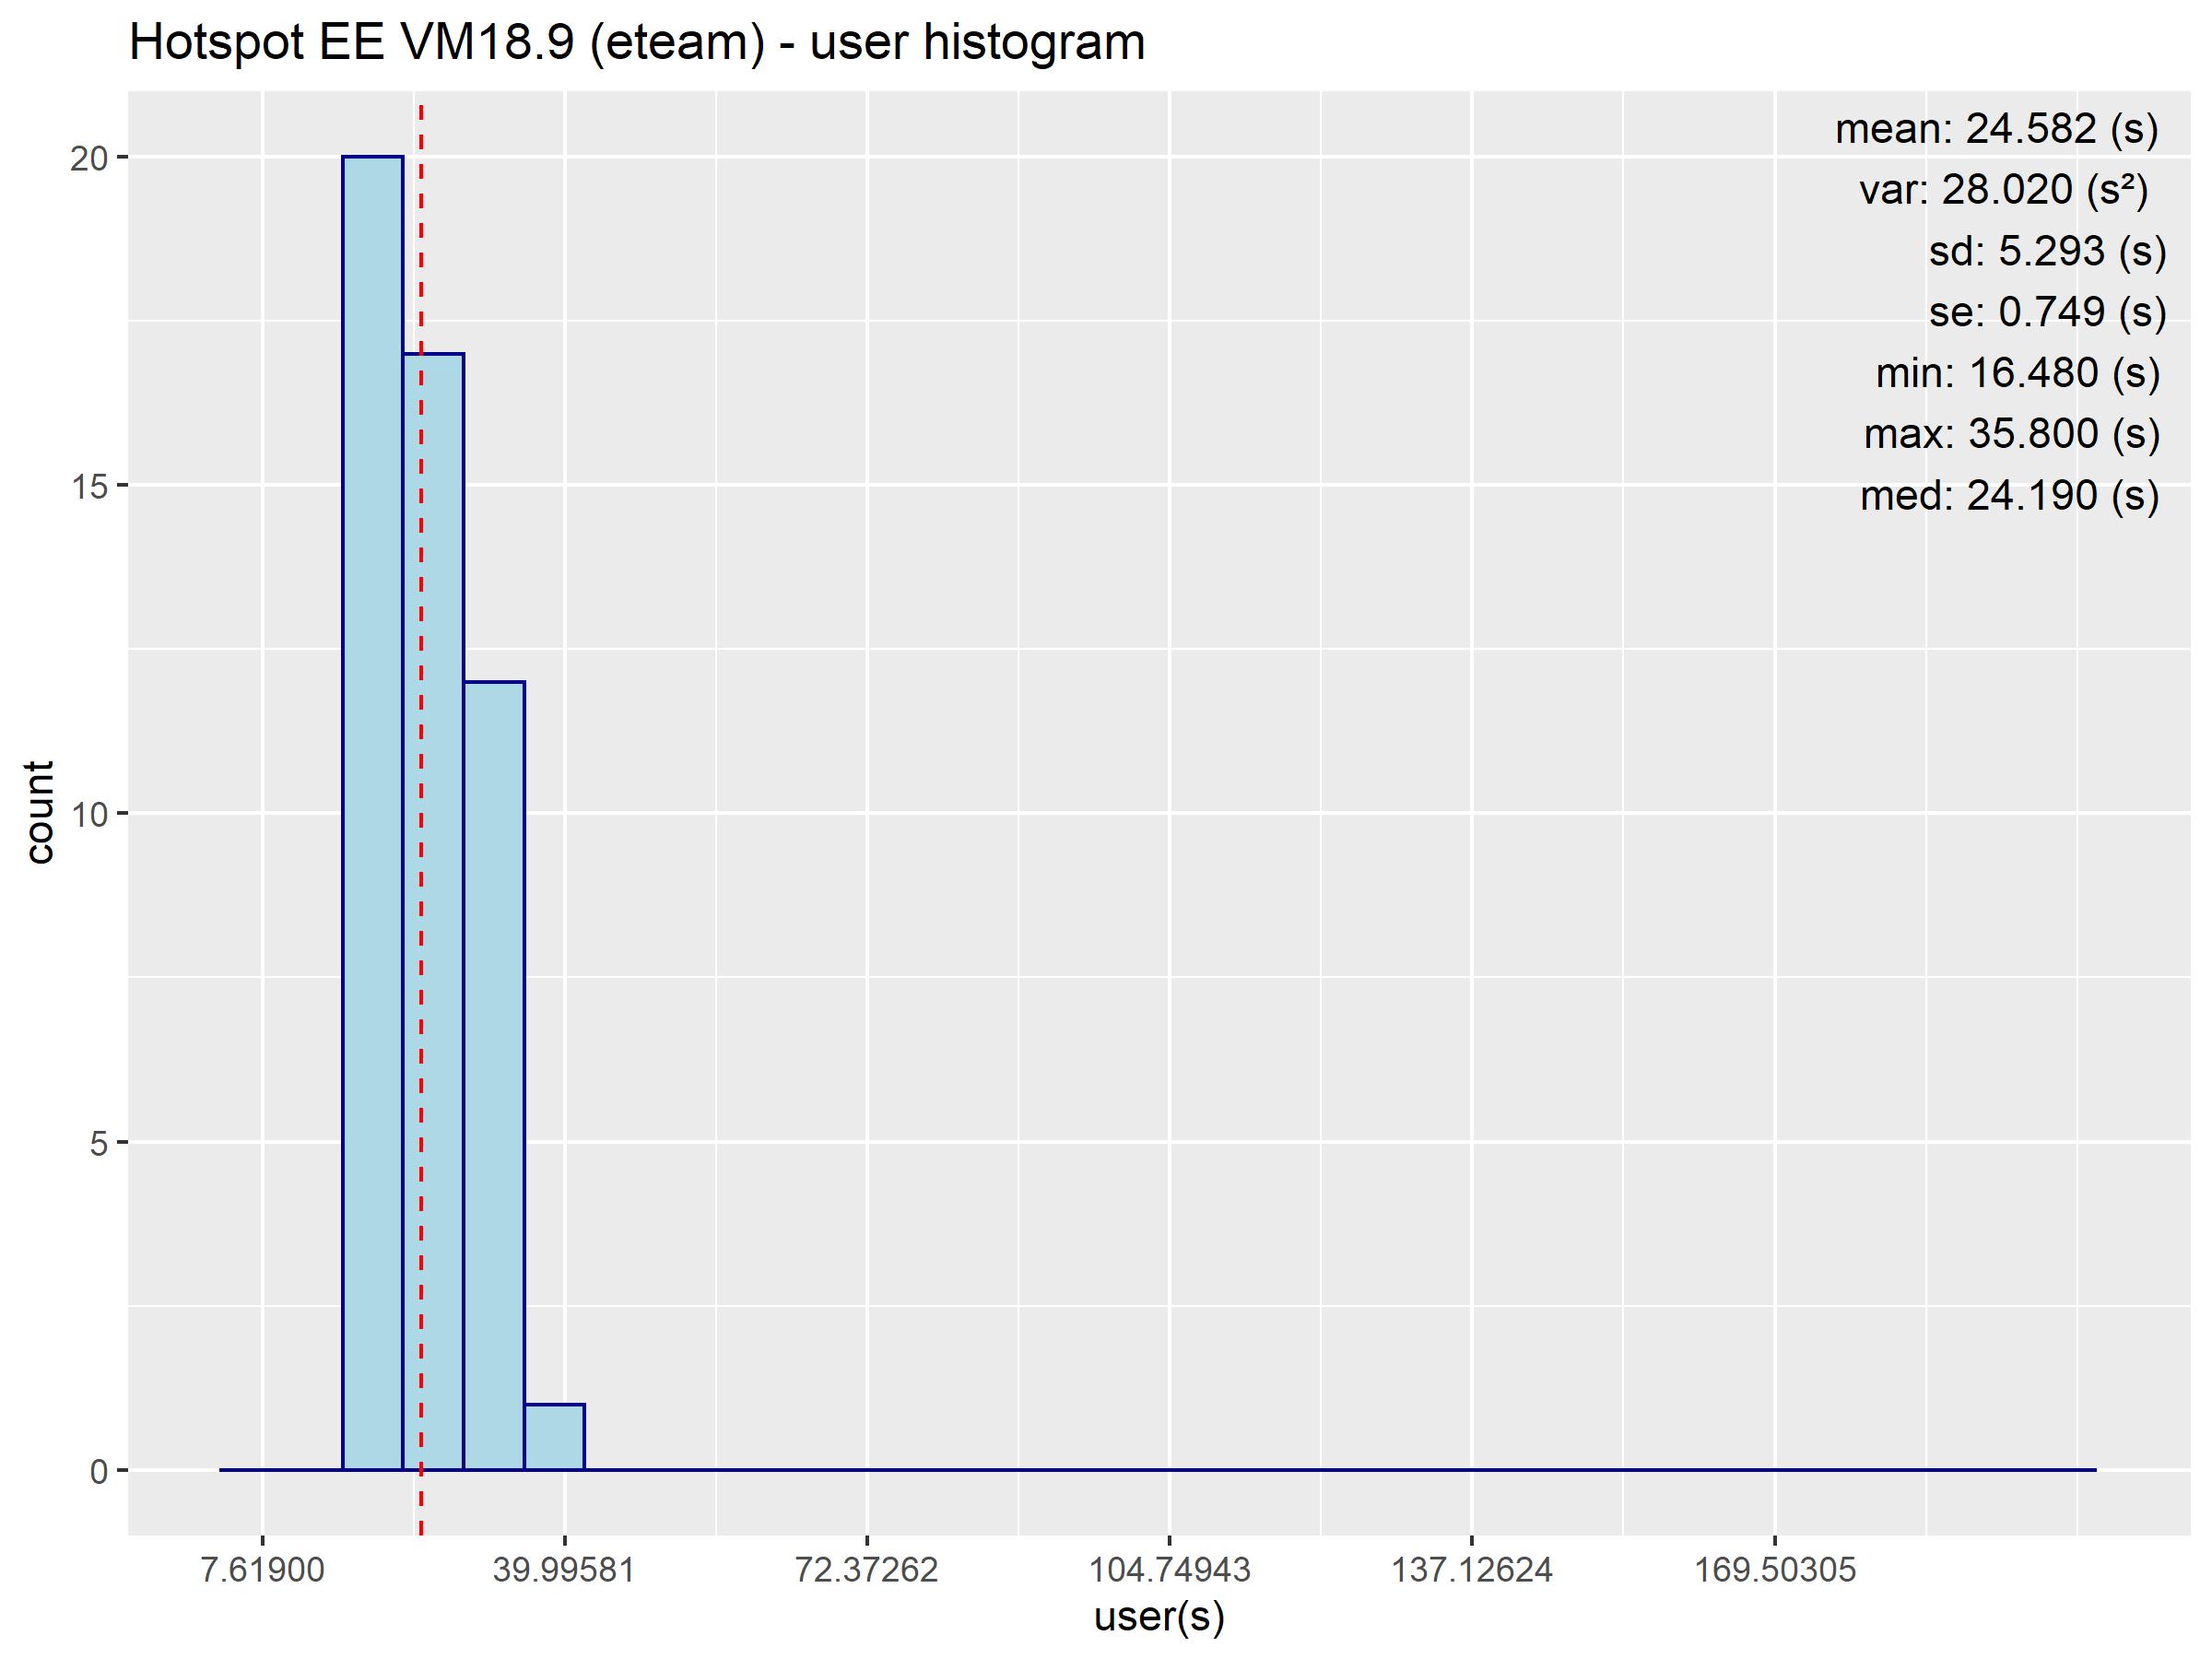 Hotspot EE VM18.9 (eteam) - user histogram
mean: 24.582 (s)
var: 28.020 (s²)
sd: 5.293 (s)
se: 0.749 (s)
min: 16.480 (s)
max: 35.800 (s)
med: 24.190 (s)
20
15
10
5
0
count
7.61900 39.99581 72.37262 104.74943 137.12624 169.50305
user(s)